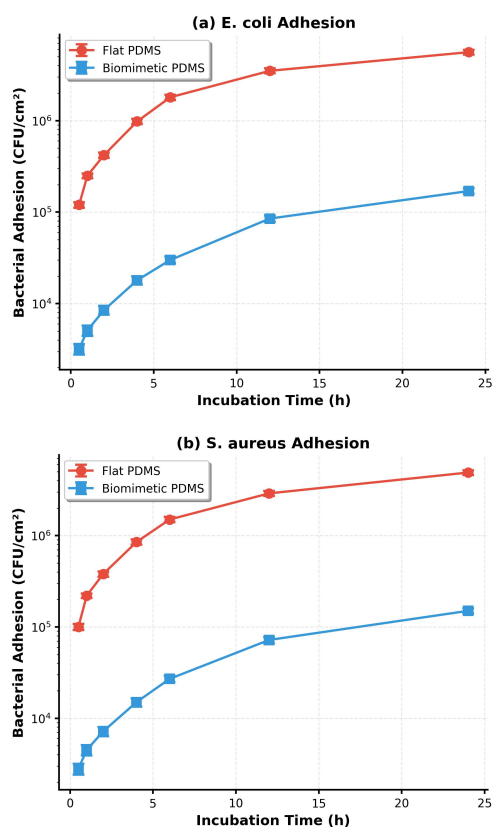 (a) E. coli Adhesion
Flat PDMS
Biomimetic PDMS
Bacterial Adhesion (CFU/cm²)
10⁶
10⁵
10⁴
0 5 10 15 20 25
Incubation Time (h)
(b) S. aureus Adhesion
Flat PDMS
Biomimetic PDMS
Bacterial Adhesion (CFU/cm²)
10⁶
10⁵
10⁴
0 5 10 15 20 25
Incubation Time (h)